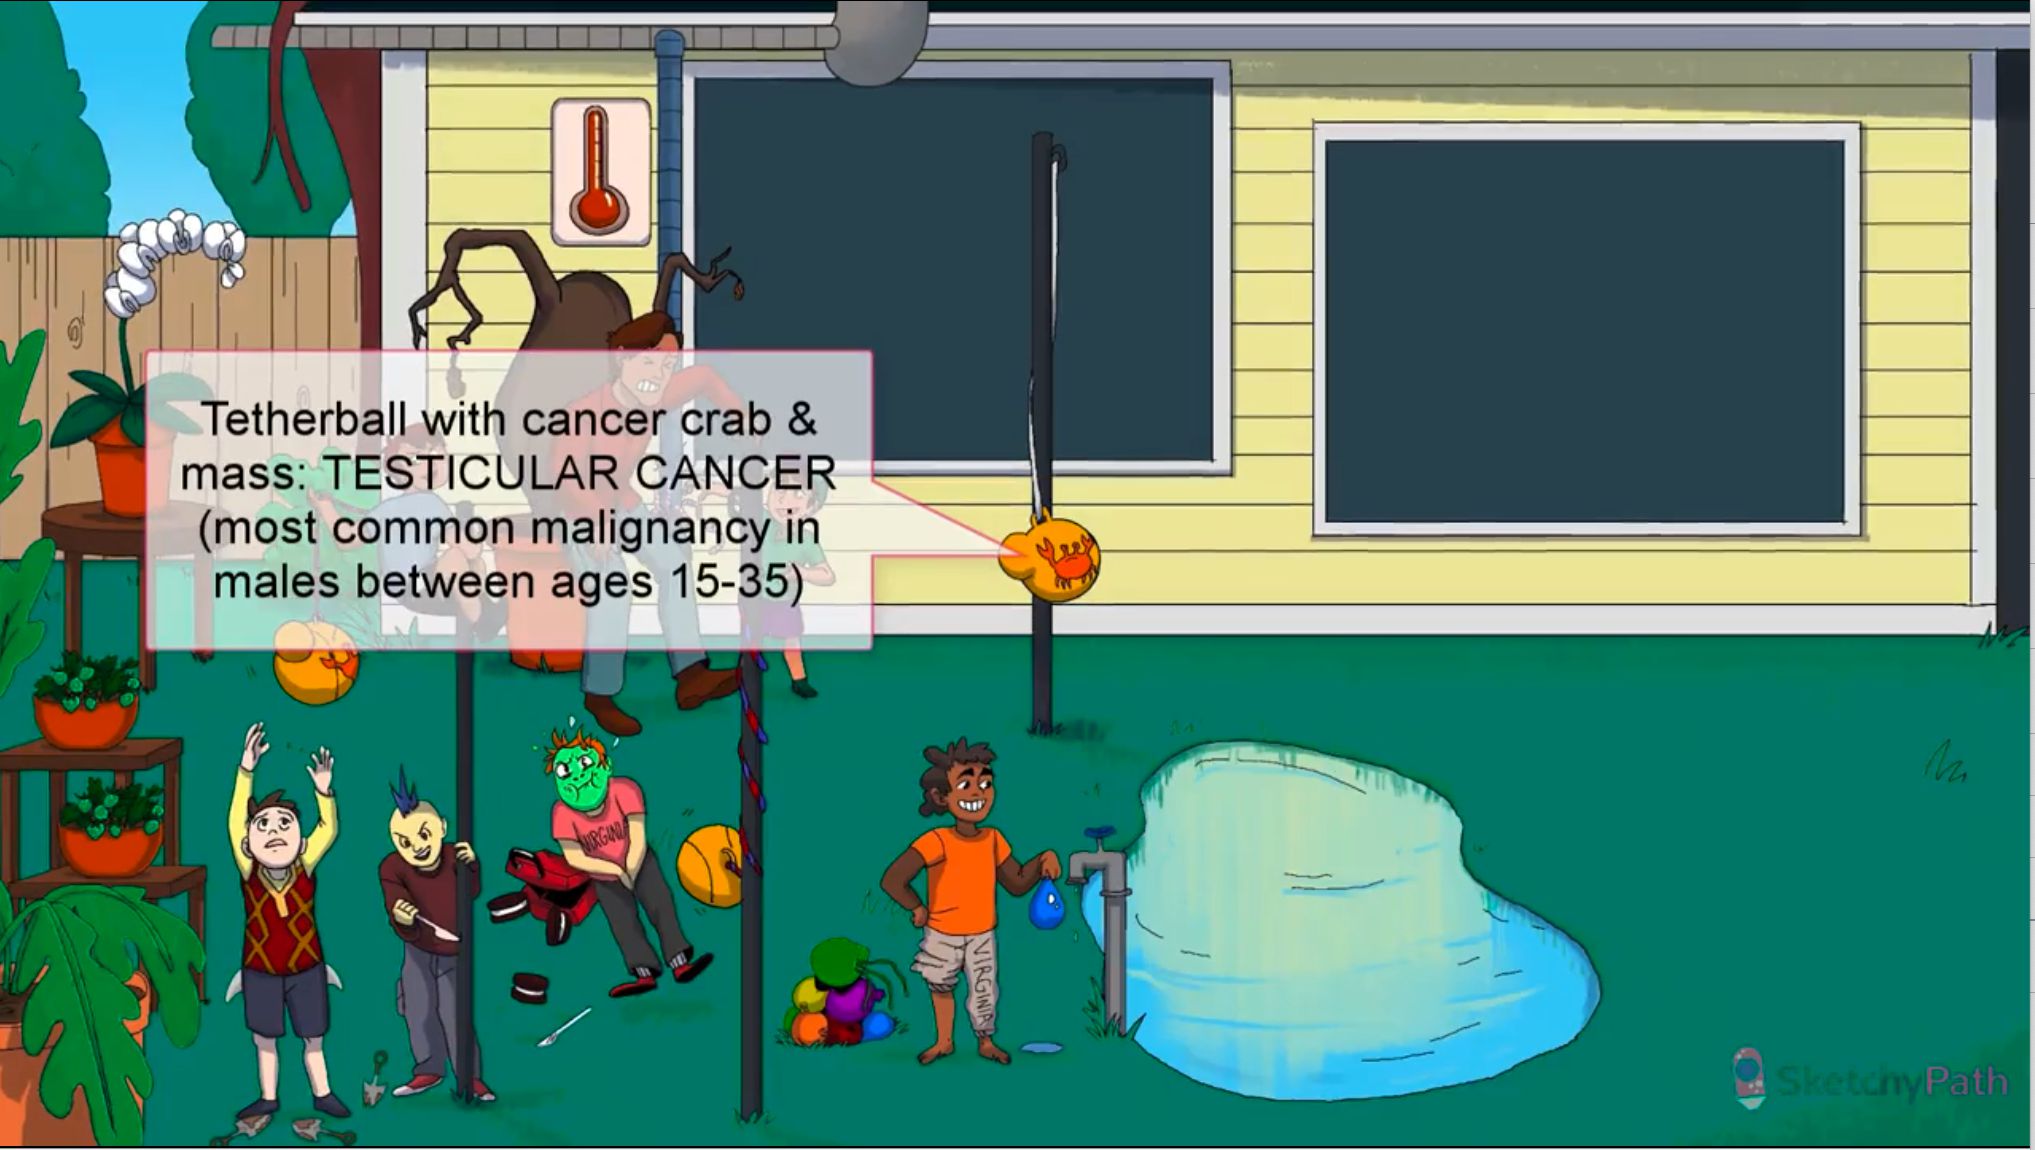 Tetherball with cancer crab &
mass: TESTICULAR CANCER
(most common malignancy in
males between ages 15-35)
VIRGINIA
VIRGINIA
SketchyPath